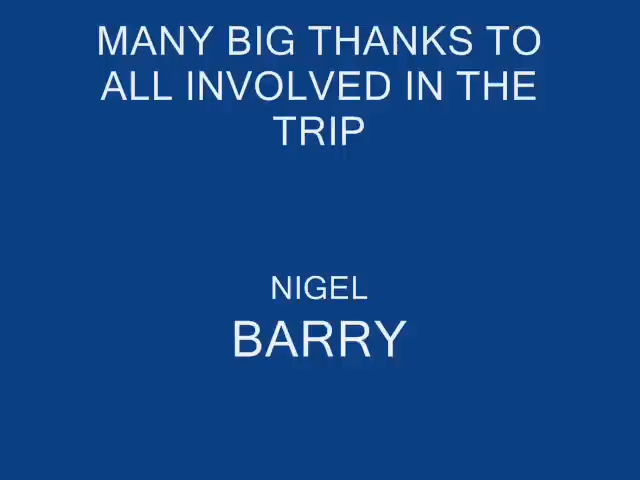 MANY BIG THANKS TO
ALL INVOLVED IN THE
TRIP
NIGEL
BARRY